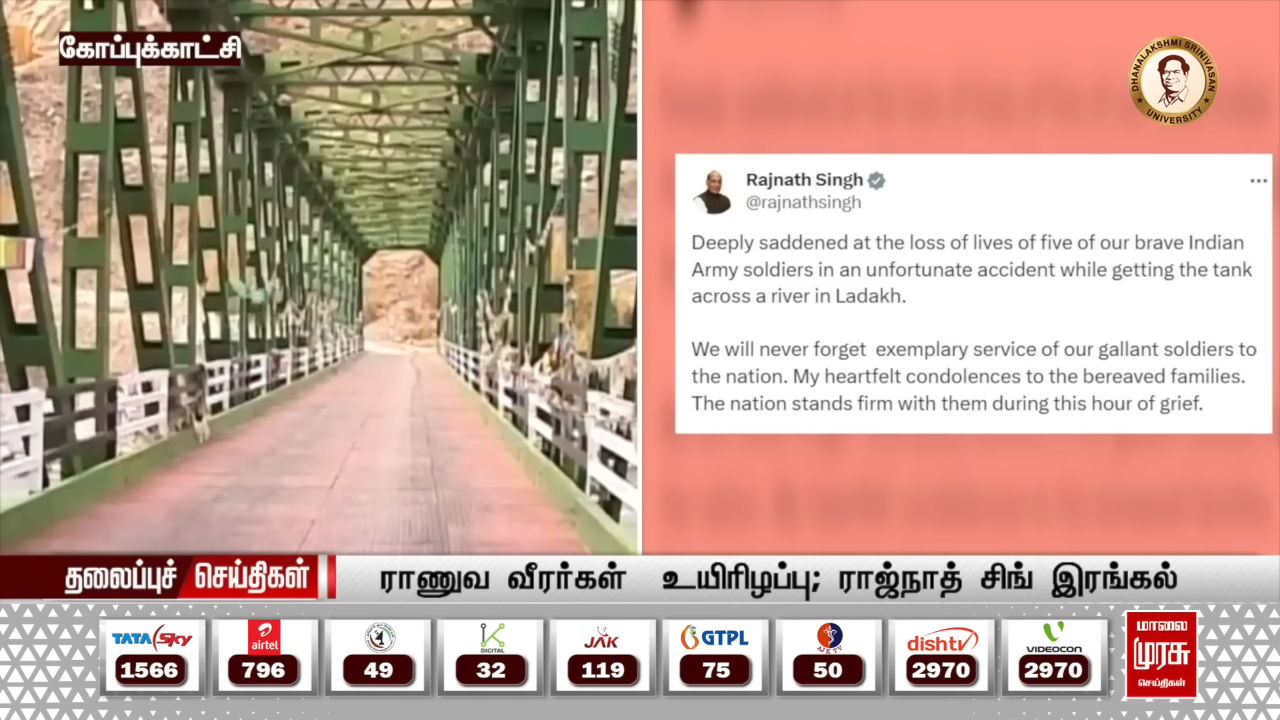 கோப்புக்காட்சி
DHANALAKSHMI SRINIVASAN
UNIVERSITY
Rajnath Singh
@rajnathsingh
Deeply saddened at the loss of lives of five of our brave Indian
Army soldiers in an unfortunate accident while getting the tank
across a river in Ladakh.
We will never forget exemplary service of our gallant soldiers to
the nation. My heartfelt condolences to the bereaved families.
The nation stands firm with them during this hour of grief.
தலைப்புச் செய்திகள்
ராணுவ வீரர்கள் உயிரிழப்பு; ராஜ்நாத் சிங் இரங்கல்
TATA Sky airtel DIGITAL JAK GTPL dishtv VIDEOCON
1566 796 49 32 119 75 50 2970 2970
மாலை
முரசு
செய்திகள்